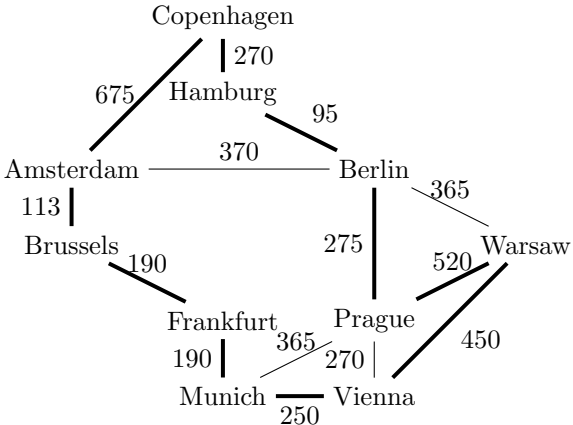 Copenhagen
270
675
Hamburg
95
370
Amsterdam
Berlin
365
113
275
Brussels
190
520
Warsaw
Frankfurt
365
Prague
190
270
450
Munich
250
Vienna